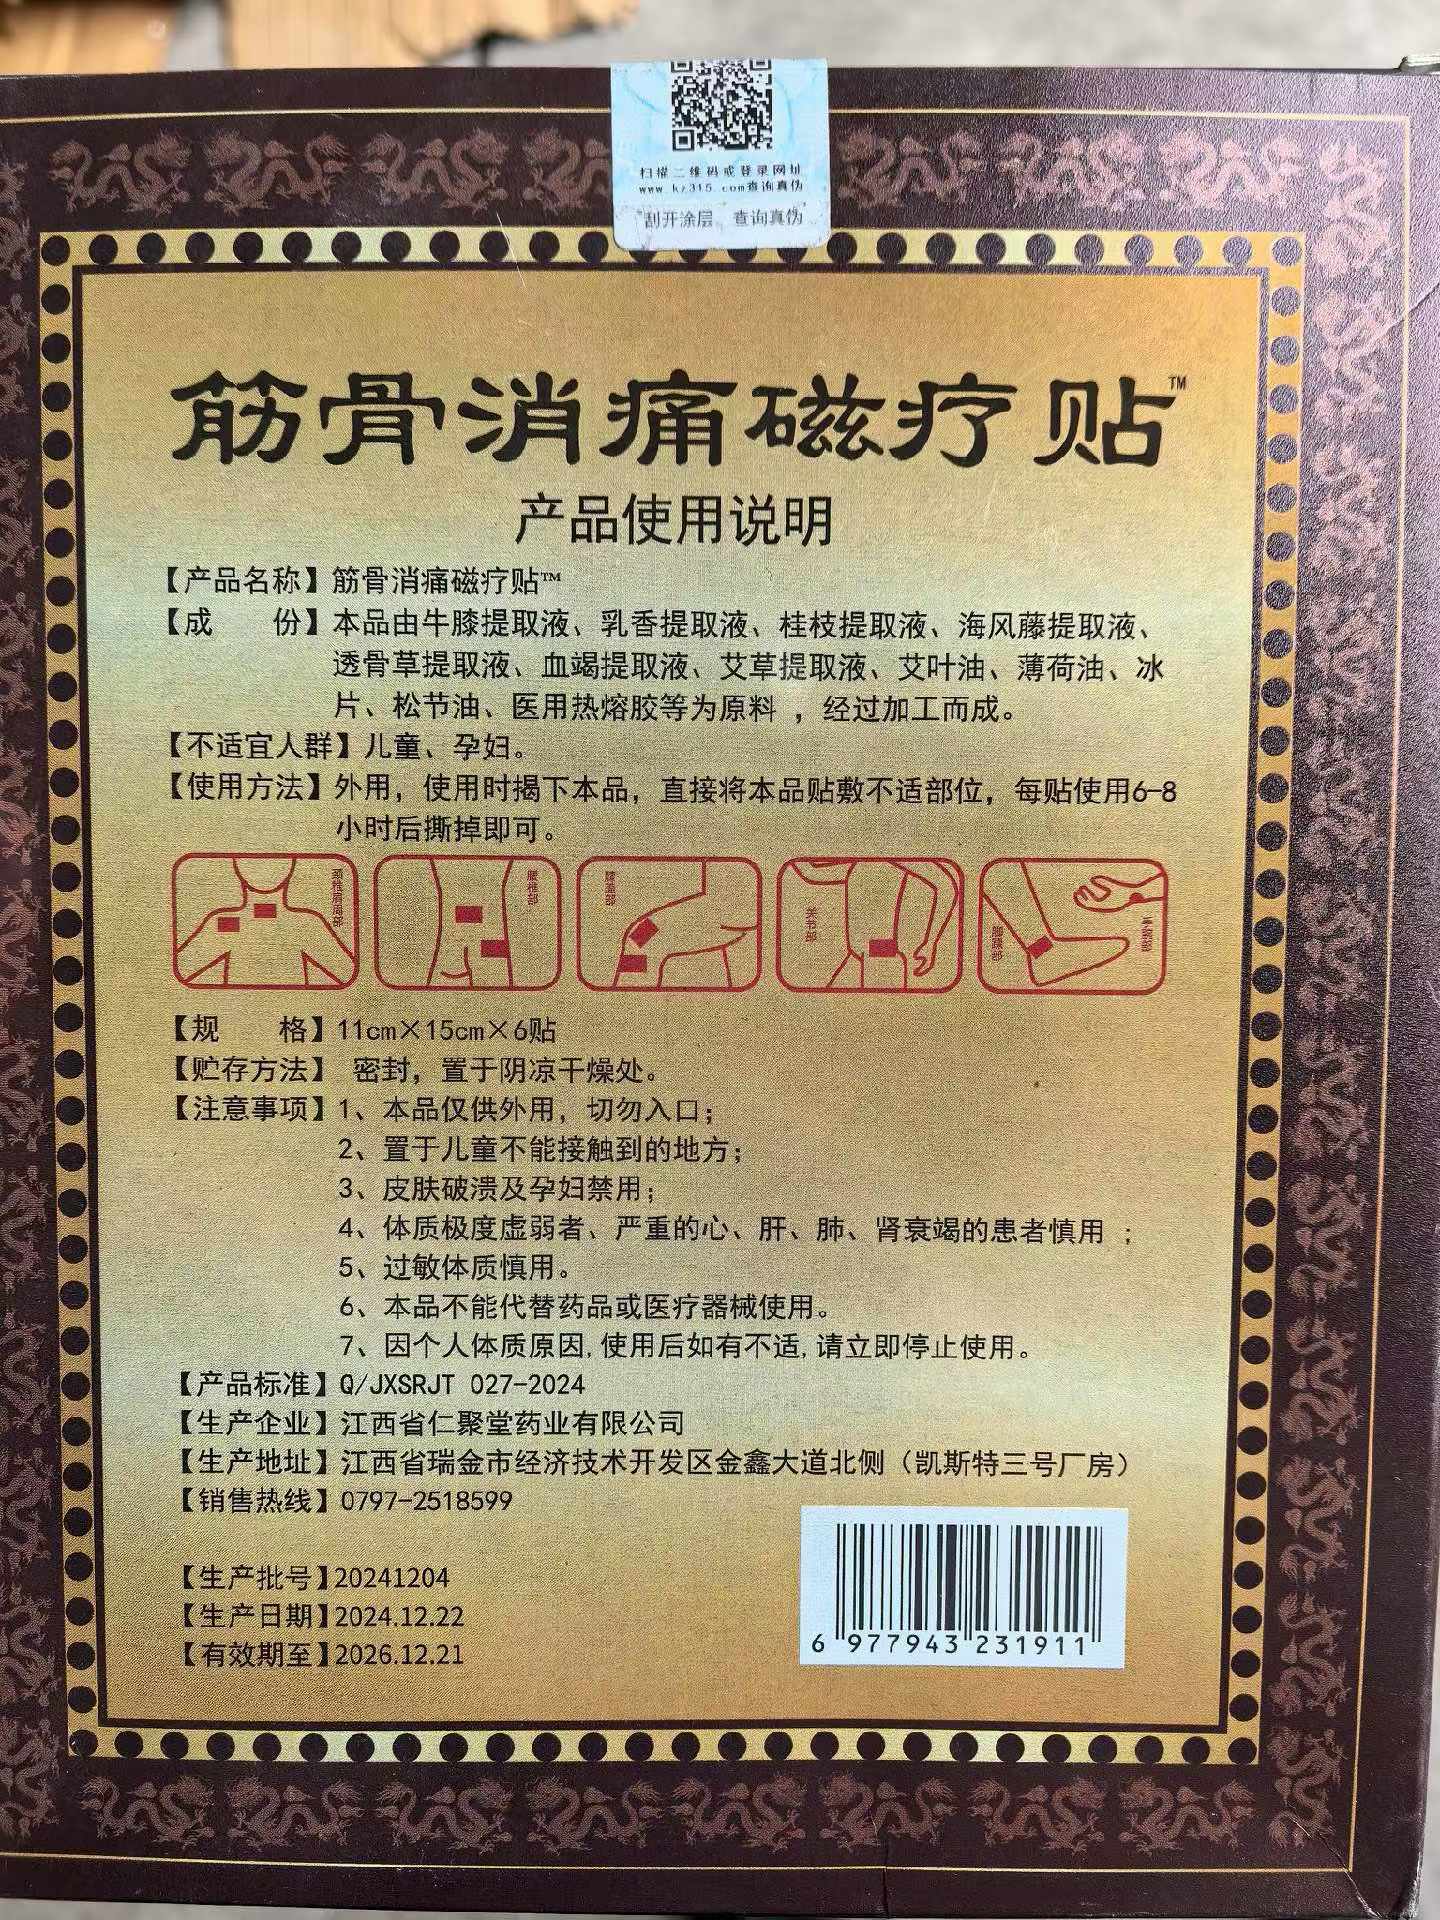 扫描二维码或登录网址
www.kz315.com查询真伪
刮开涂层 查询真伪
筋骨消痛磁疗贴™
产品使用说明
【产品名称】筋骨消痛磁疗贴™
【成 份】本品由牛膝提取液、乳香提取液、桂枝提取液、海风藤提取液、
透骨草提取液、血竭提取液、艾草提取液、艾叶油、薄荷油、冰
片、松节油、医用热熔胶等为原料 ，经过加工而成。
【不适宜人群】儿童、孕妇。
【使用方法】外用，使用时揭下本品，直接将本品贴敷不适部位，每贴使用6-8
小时后撕掉即可。
颈椎肩周部
腰椎部
膝盖部
关节部
脚踝部
手腕部
【规 格】11cm×15cm×6贴
【贮存方法】 密封，置于阴凉干燥处。
【注意事项】1、本品仅供外用，切勿入口；
2、置于儿童不能接触到的地方；
3、皮肤破溃及孕妇禁用；
4、体质极度虚弱者、严重的心、肝、肺、肾衰竭的患者慎用 ；
5、过敏体质慎用。
6、本品不能代替药品或医疗器械使用。
7、因个人体质原因,使用后如有不适,请立即停止使用。
【产品标准】Q/JXSRJT 027-2024
【生产企业】江西省仁聚堂药业有限公司
【生产地址】江西省瑞金市经济技术开发区金鑫大道北侧（凯斯特三号厂房）
【销售热线】0797-2518599
【生产批号】20241204
【生产日期】2024.12.22
【有效期至】2026.12.21
6 977943 231911